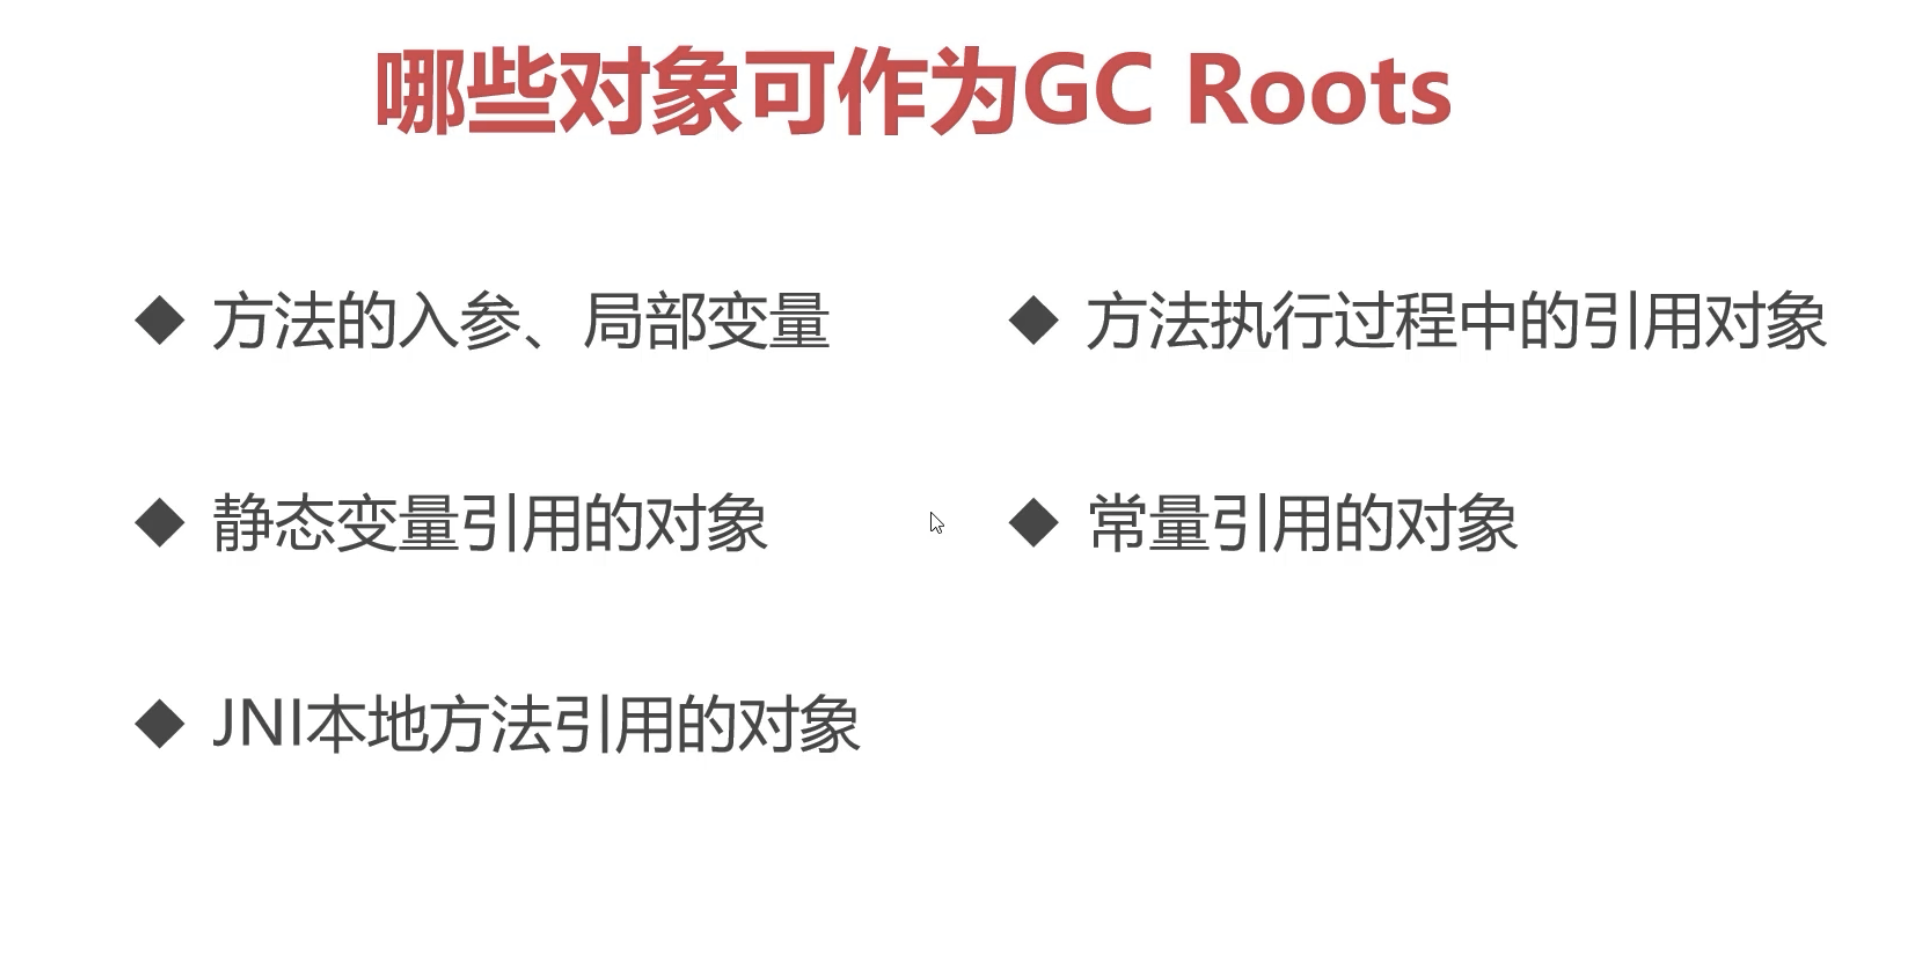 哪些对象可作为GC Roots
◆ 方法的入参、局部变量
◆ 方法执行过程中的引用对象
◆ 静态变量引用的对象
◆ 常量引用的对象
◆ JNI本地方法引用的对象